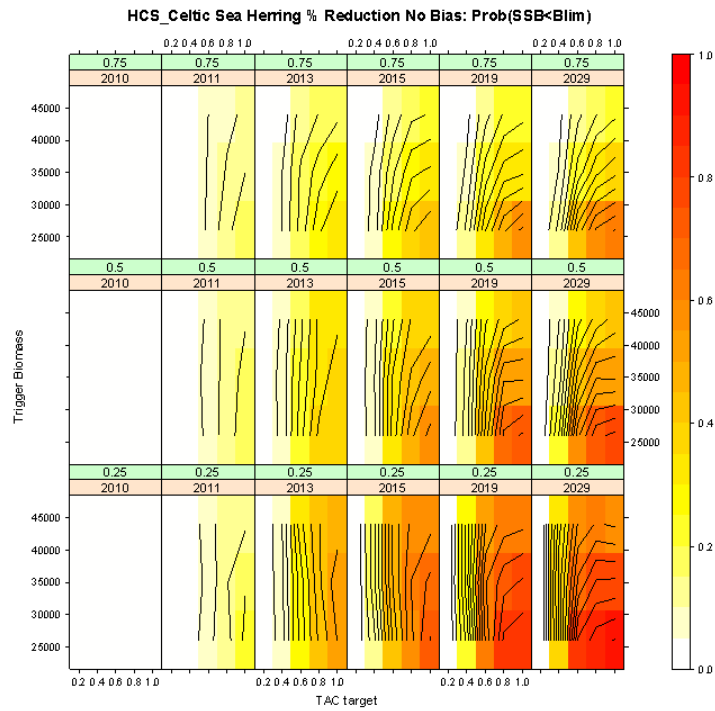 HCS_Celtic Sea Herring % Reduction No Bias: Prob(SSB<Blim)
0.2 0.4 0.6 0.8 1.0 0.2 0.4 0.6 0.8 1.0 0.2 0.4 0.6 0.8 1.0
0.75 0.75 0.75 0.75 0.75 0.75
2010 2011 2013 2015 2019 2029
45000
40000
35000
30000
25000
0.5 0.5 0.5 0.5 0.5 0.5
2010 2011 2013 2015 2019 2029
45000
40000
35000
30000
25000
0.25 0.25 0.25 0.25 0.25 0.25
2010 2011 2013 2015 2019 2029
45000
40000
35000
30000
25000
0.2 0.4 0.6 0.8 1.0 0.2 0.4 0.6 0.8 1.0 0.2 0.4 0.6 0.8 1.0
TAC target
Trigger Biomass
1.0
0.8
0.6
0.4
0.2
0.0